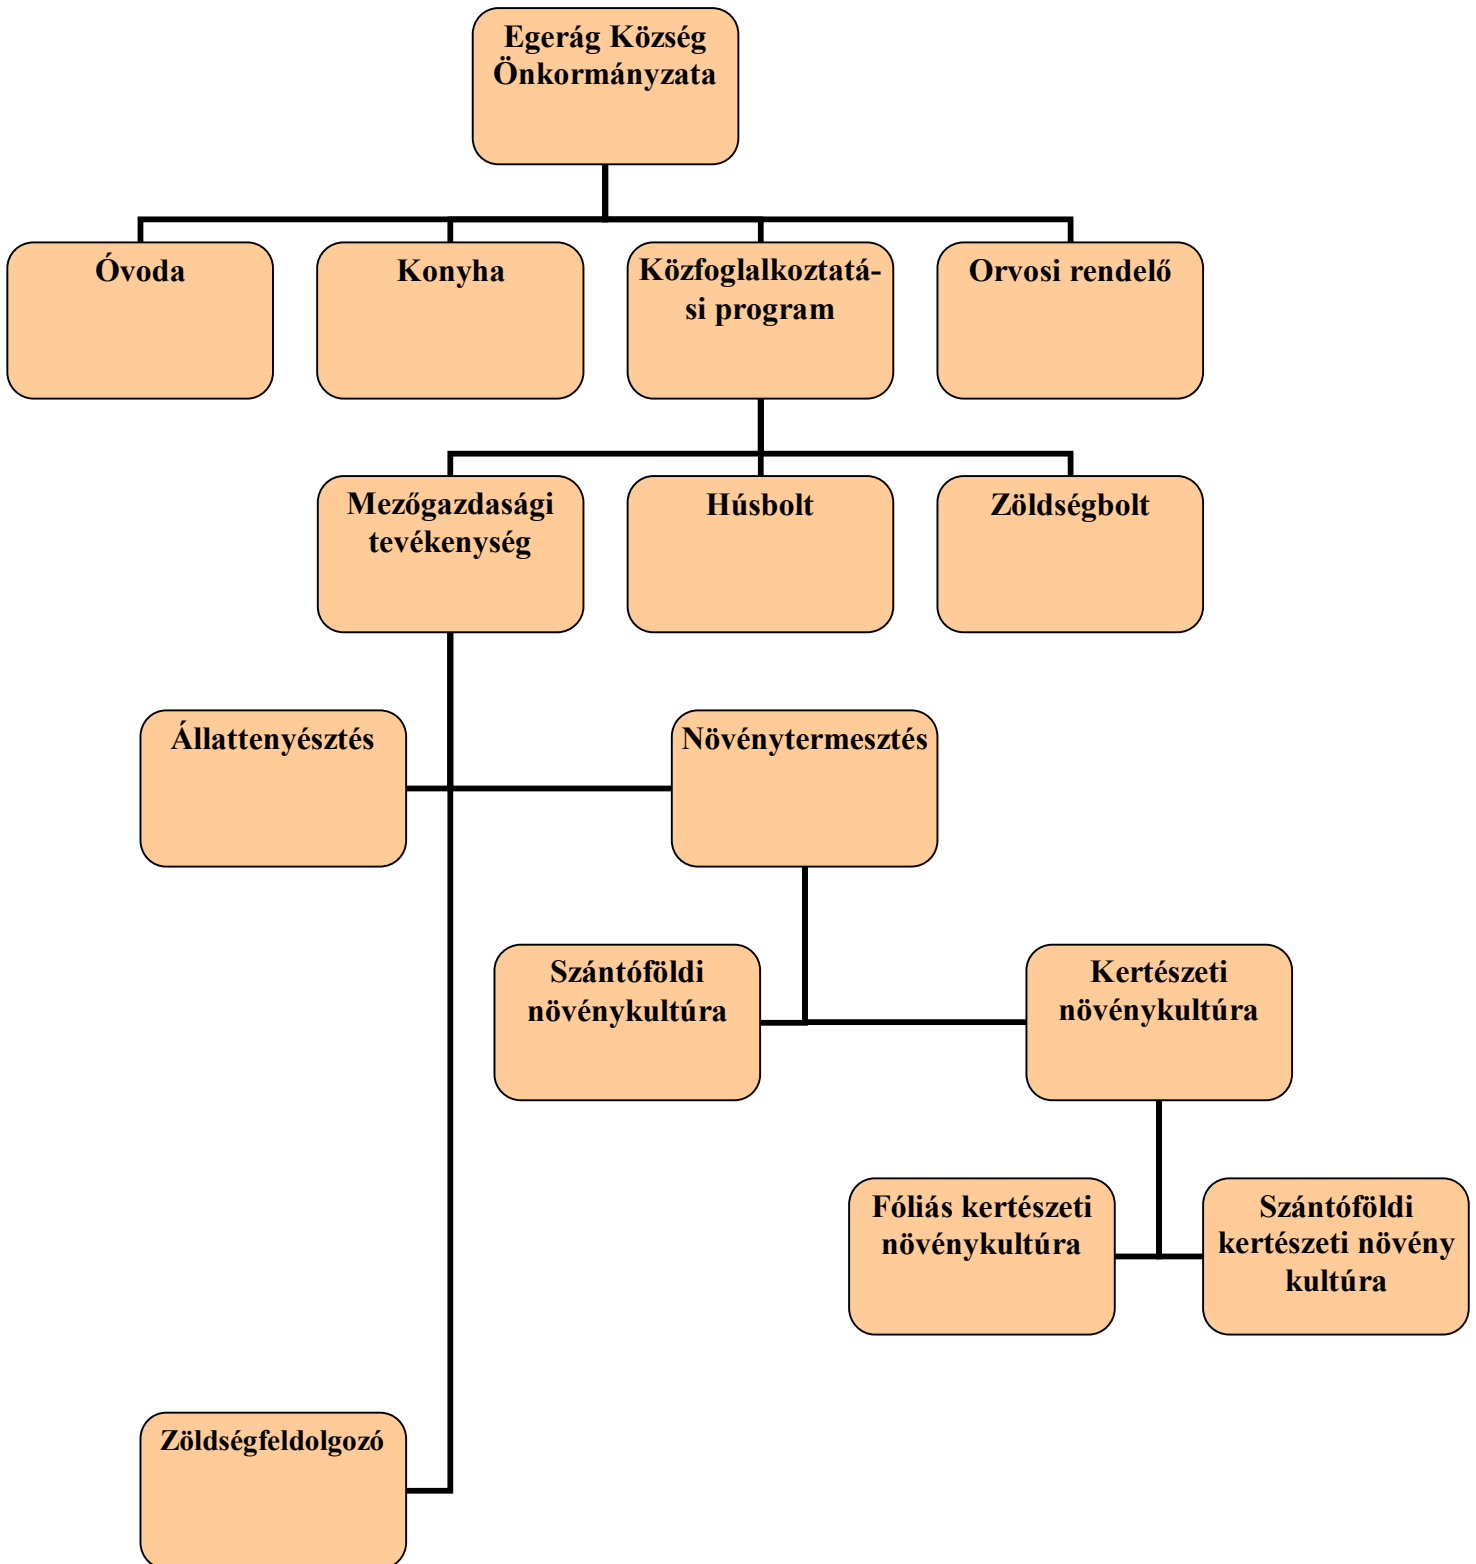 Egerág Község
Önkormányzata
Óvoda
Konyha
Közfoglalkoztatá-
si program
Orvosi rendelő
Mezőgazdasági
tevékenység
Húsbolt
Zöldségbolt
Állattenyésztés
Növénytermesztés
Szántóföldi
növénykultúra
Kertészeti
növénykultúra
Fóliás kertészeti
növénykultúra
Szántóföldi
kertészeti növény
kultúra
Zöldségfeldolgozó